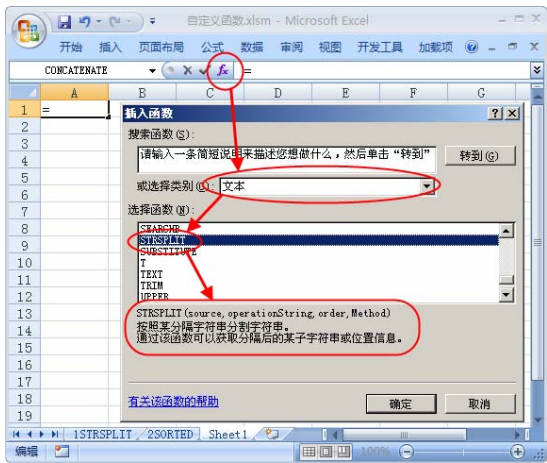 自定义函数.xlsm - Microsoft Excel
开始 插入 页面布局 公式 数据 审阅 视图 开发工具 加载项
CONCATENATE fx =
A B C D E F G
1 =
2
3
4
5
6
7
8
9
10
11
12
13
14
15
16
17
18
19
插入函数
搜索函数(S):
请输入一条简短说明来描述您想做什么，然后单击“转到” 转到(G)
或选择类别(C): 文本
选择函数(N):
SEARCHB
STRSPLIT
SUBSTITUTE
T
TEXT
TRIM
UPPER
STRSPLIT(source,operationString,order,Method)
按照某分隔字符串分割字符串。
通过该函数可以获取分隔后的某子字符串或位置信息。
有关该函数的帮助 确定 取消
1STRSPLIT 2SORTED Sheet1
编辑 100%